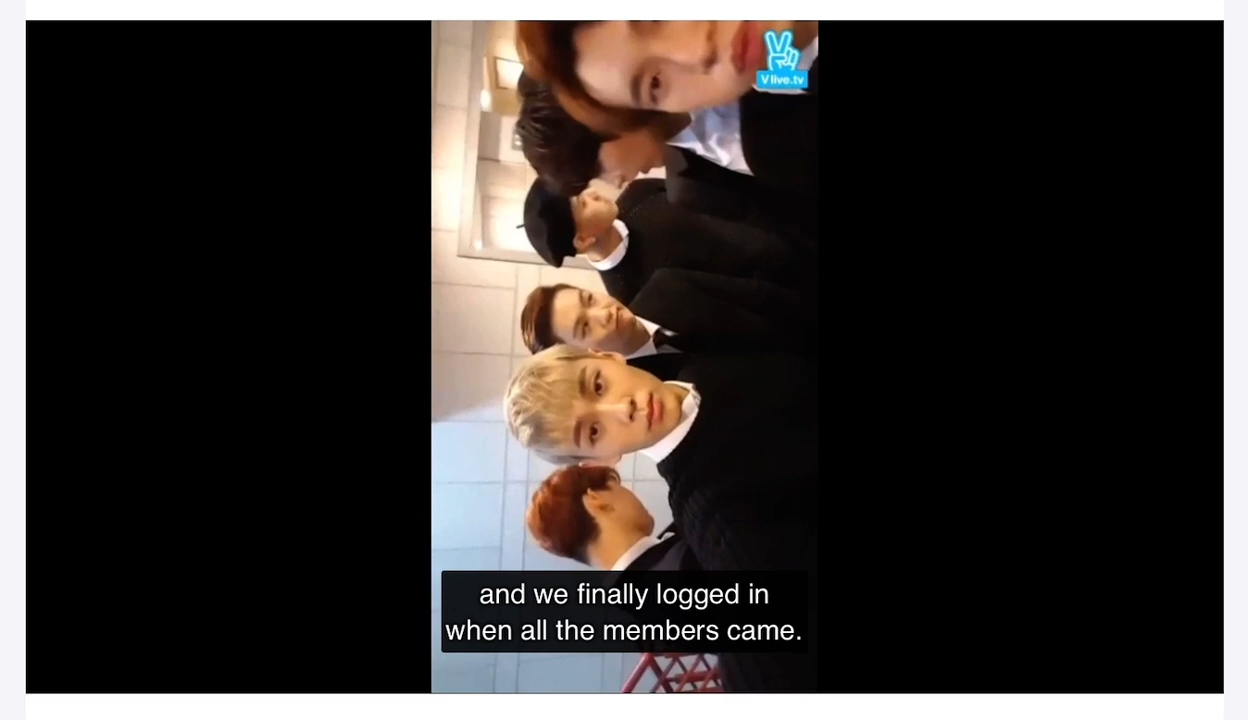 V
Vlive.tv
and we finally logged in
when all the members came.